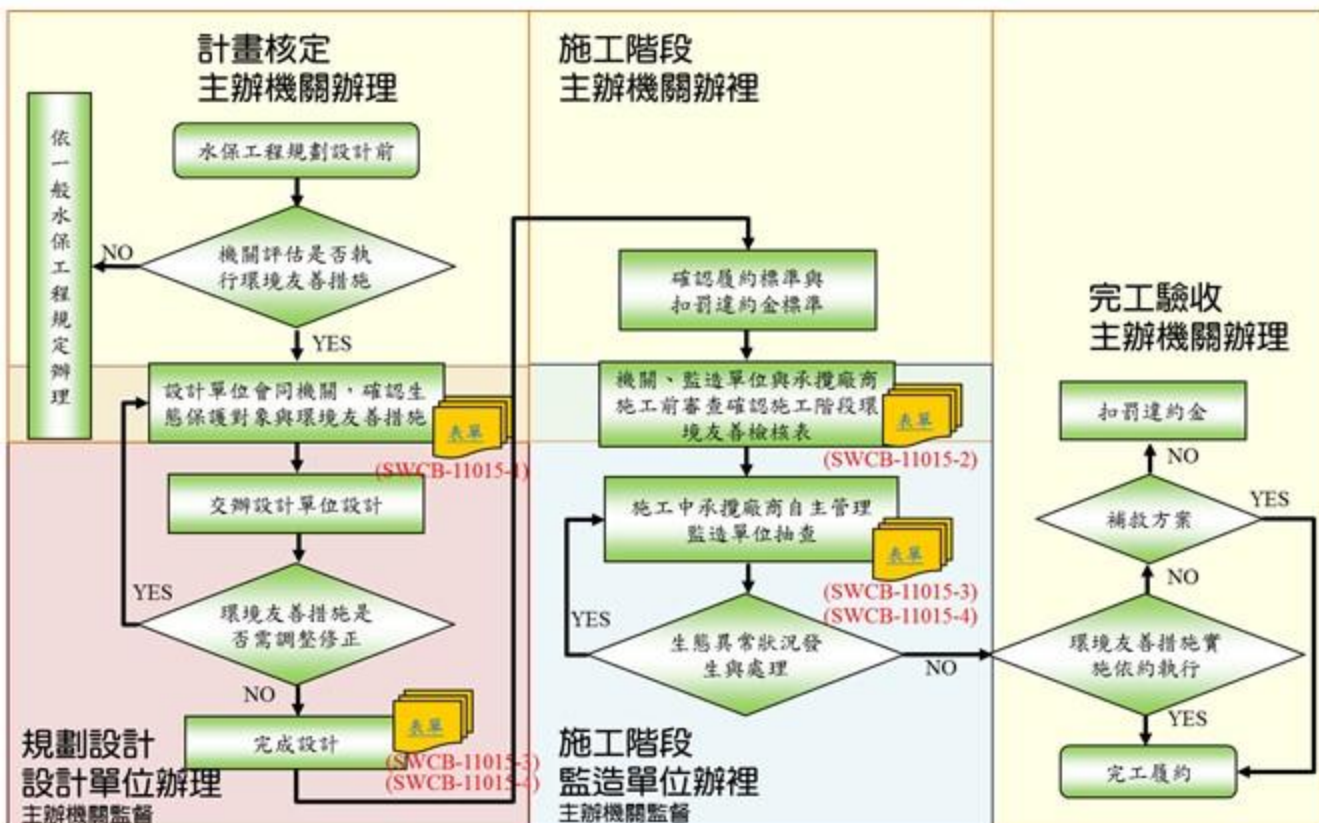 計畫核定
主辦機關辦理
依一般水保工程規定辦理
水保工程規劃設計前
機關評估是否執
行環境友善措施
NO
YES
設計單位會同機關，確認生
態保護對象與環境友善措施
表單
(SWCB-11015-1)
交辦設計單位設計
YES
環境友善措施是
否需調整修正
NO
完成設計
表單
(SWCB-11015-3)
(SWCB-11015-4)
規劃設計
設計單位辦理
主辦機關監督
施工階段
主辦機關辦裡
確認履約標準與
扣罰違約金標準
機關、監造單位與承攬廠商
施工前審查確認施工階段環
境友善檢核表
表單
(SWCB-11015-2)
施工中承攬廠商自主管理
監造單位抽查
表單
(SWCB-11015-3)
(SWCB-11015-4)
YES
生態異常狀況發
生與處理
NO
施工階段
監造單位辦裡
主辦機關監督
完工驗收
主辦機關辦理
扣罰違約金
NO
YES
補救方案
NO
環境友善措施實
施依約執行
YES
完工履約